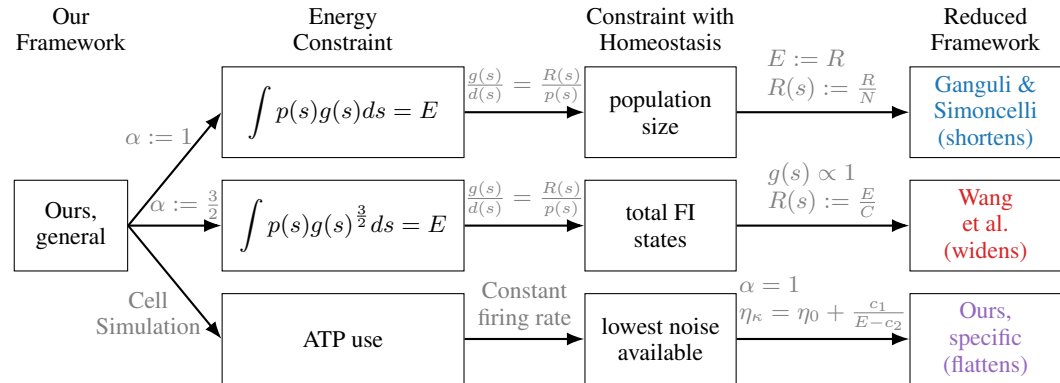 Our Framework
Energy Constraint
Constraint with Homeostasis
Reduced Framework
α := 1
∫ p(s)g(s)ds = E
g(s)/d(s) = R(s)/p(s)
population size
E := R
R(s) := R/N
Ganguli &
Simoncelli
(shortens)
Ours,
general
α := 3/2
∫ p(s)g(s)^{3/2}ds = E
g(s)/d(s) = R(s)/p(s)
total FI
states
g(s) ∝ 1
R(s) := E/C
Wang
et al.
(widens)
Cell
Simulation
ATP use
Constant
firing rate
lowest noise
available
α = 1
η_κ = η_0 + c_1/(E−c_2)
Ours,
specific
(flattens)